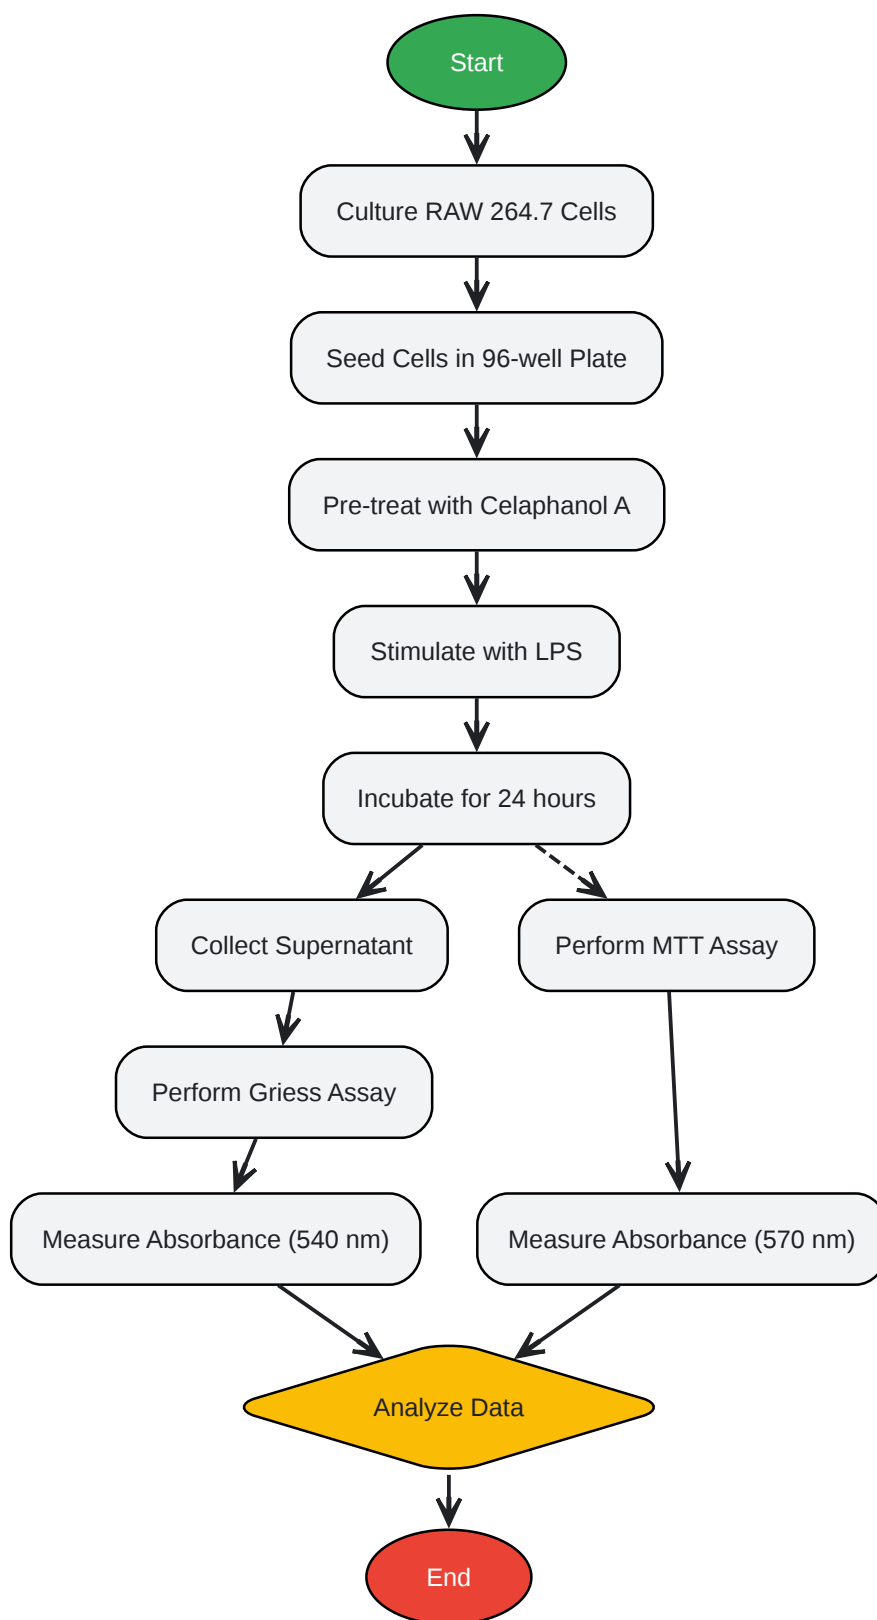 Start
Culture RAW 264.7 Cells
Seed Cells in 96-well Plate
Pre-treat with Celaphanol A
Stimulate with LPS
Incubate for 24 hours
Collect Supernatant
Perform MTT Assay
Perform Griess Assay
Measure Absorbance (540 nm)
Measure Absorbance (570 nm)
Analyze Data
End